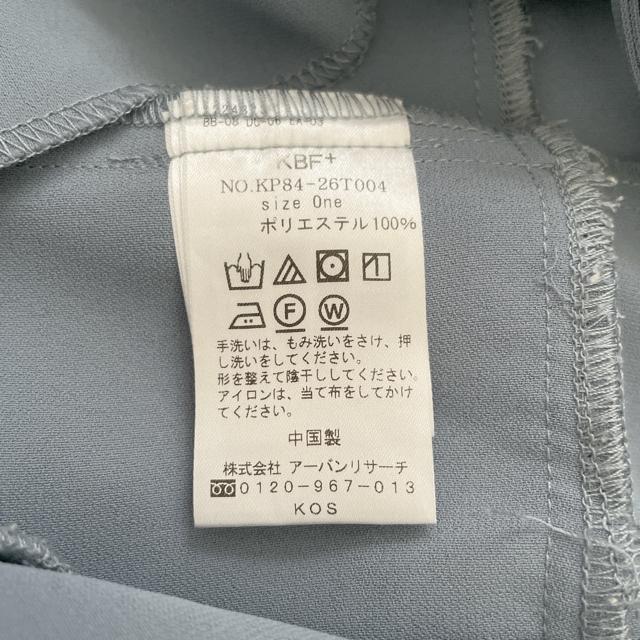 KBF+
NO.KP84-26T004
size One
ポリエステル100%
F W
手洗いは、もみ洗いをさけ、押
し洗いをしてください。
形を整えて陰干ししてください。
アイロンは、当て布をしてかけ
てください。
中国製
株式会社 アーバンリサーチ
0120-967-013
KOS